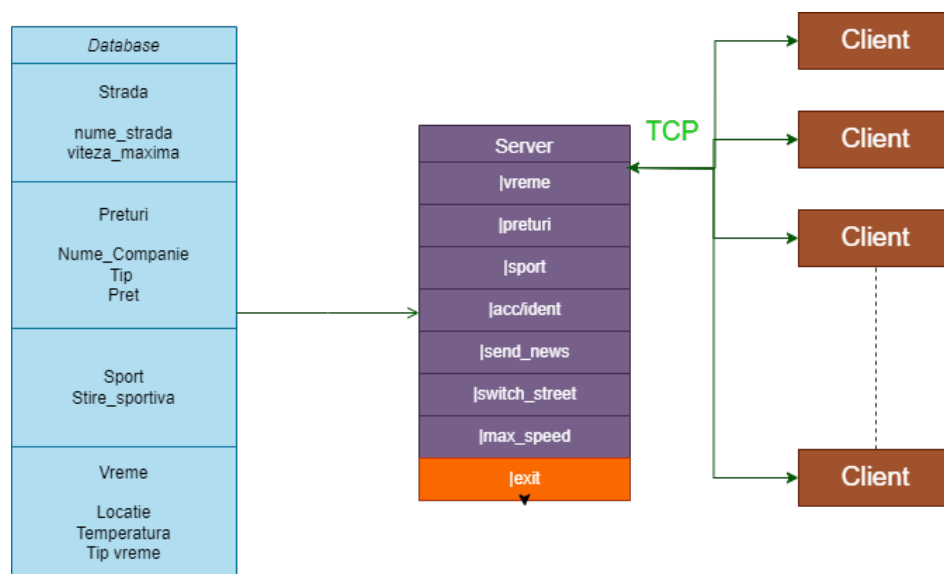 Database
Strada
nume_strada
viteza_maxima
Preturi
Nume_Companie
Tip
Pret
Sport
Stire_sportiva
Vreme
Locatie
Temperatura
Tip vreme
Server
|vreme
|preturi
|sport
|acc/ident
|send_news
|switch_street
|max_speed
|exit
TCP
Client
Client
Client
Client